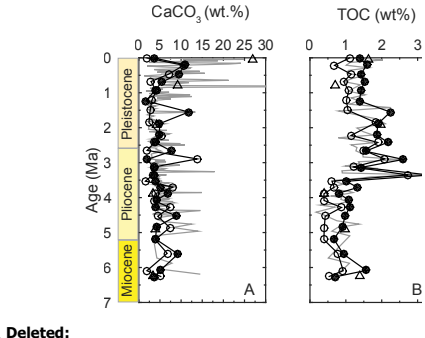 CaCO3 (wt.%) TOC (wt%)
0 5 10 15 20 25 30 0 1 2 3
0
1
2
3
4
5
6
7
Age (Ma)
Pleistocene
Pliocene
Miocene
A B
Deleted: